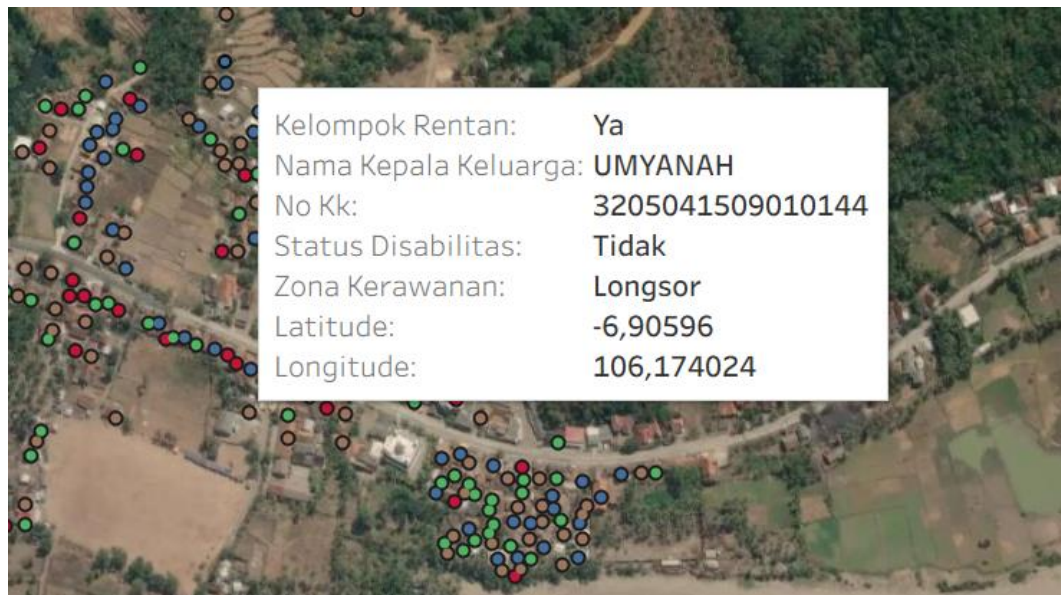 Kelompok Rentan: Ya
Nama Kepala Keluarga: UMYANAH
No Kk: 3205041509010144
Status Disabilitas: Tidak
Zona Kerawanan: Longsor
Latitude: -6,90596
Longitude: 106,174024